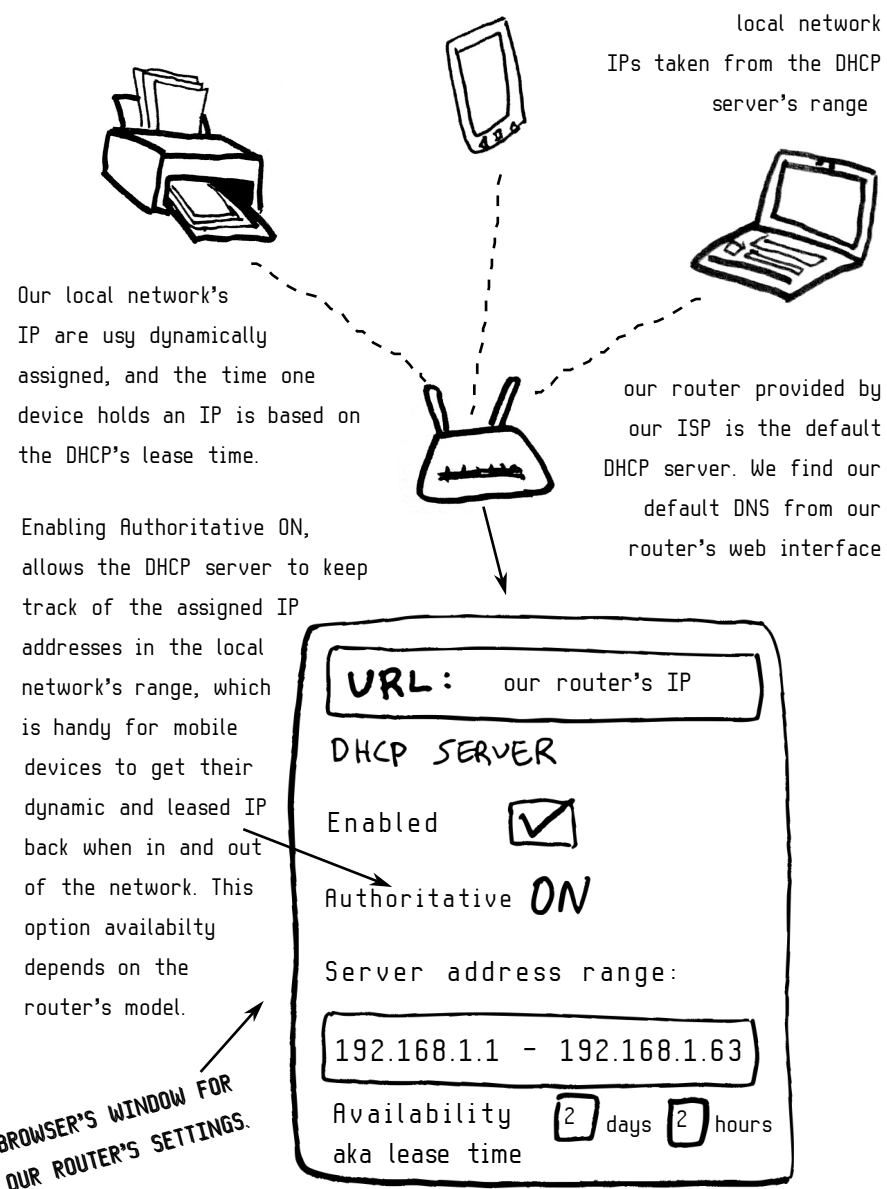 local network
IPs taken from the DHCP
server's range
Our local network's
IP are usy dynamically
assigned, and the time one
device holds an IP is based on
the DHCP's lease time.
our router provided by
our ISP is the default
DHCP server. We find our
default DNS from our
router's web interface
Enabling Authoritative ON,
allows the DHCP server to keep
track of the assigned IP
addresses in the local
network's range, which
is handy for mobile
devices to get their
dynamic and leased IP
back when in and out
of the network. This
option availabilty
depends on the
router's model.
URL: our router's IP
DHCP SERVER
Enabled
Authoritative ON
Server address range:
192.168.1.1 - 192.168.1.63
Availability 2 days 2 hours
aka lease time
BROWSER'S WINDOW FOR
OUR ROUTER'S SETTINGS.